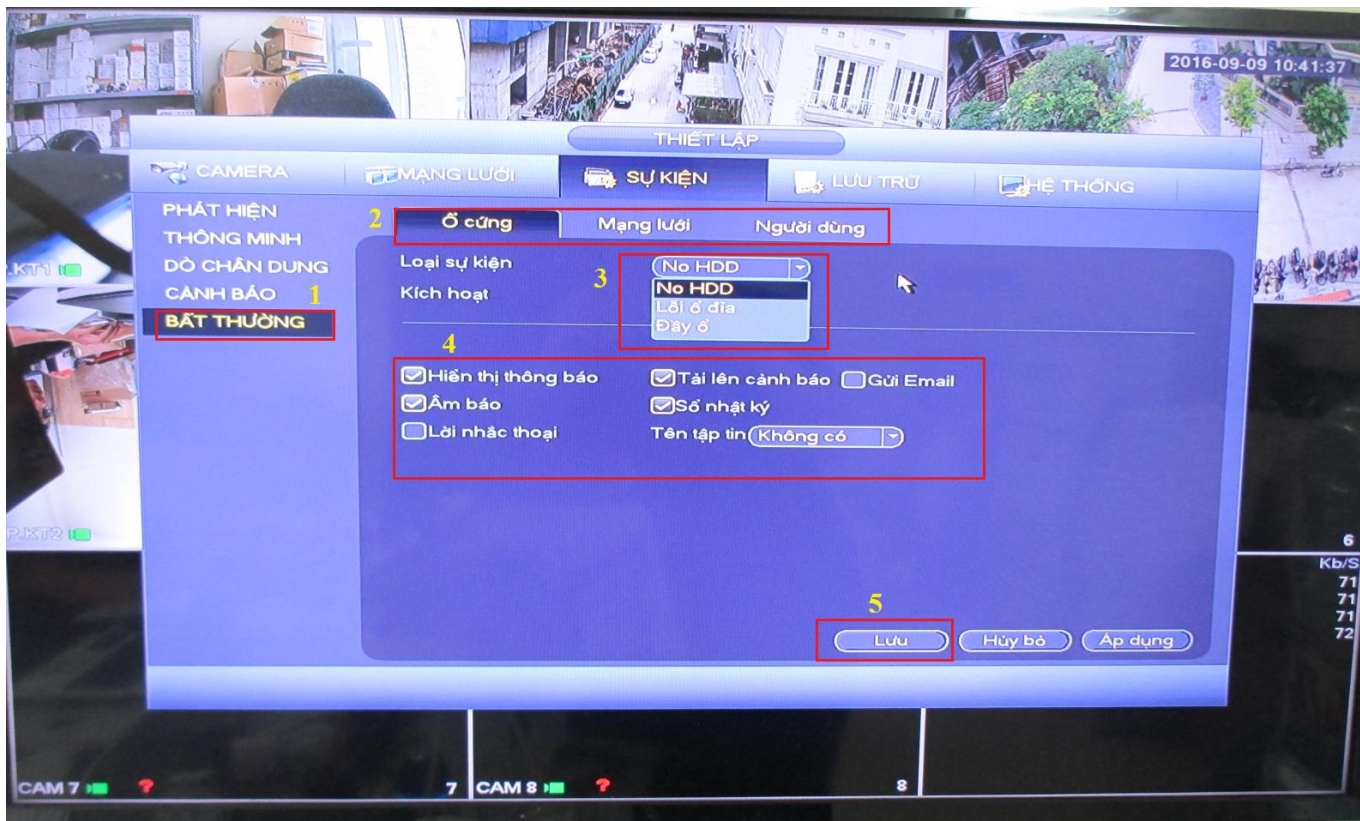 2016-09-09 10:41:37
THIẾT LẬP
CAMERA
MẠNG LƯỚI
SỰ KIỆN
LƯU TRỮ
HỆ THỐNG
PHÁT HIỆN
THÔNG MINH
DÒ CHÂN DUNG
CẢNH BÁO
1
BẤT THƯỜNG
2
Ổ cứng
Mạng lưới
Người dùng
Loại sự kiện
3
No HDD
Kích hoạt
No HDD
Lỗi ổ đĩa
Đầy ổ
4
Hiển thị thông báo
Tải lên cảnh báo
Gửi Email
Âm báo
Sổ nhật ký
Lời nhắc thoại
Tên tập tin
Không có
5
Lưu
Hủy bỏ
Áp dụng
P.KT1
P.KT2
6
Kb/S
71
71
71
72
CAM 7
?
7
CAM 8
?
8